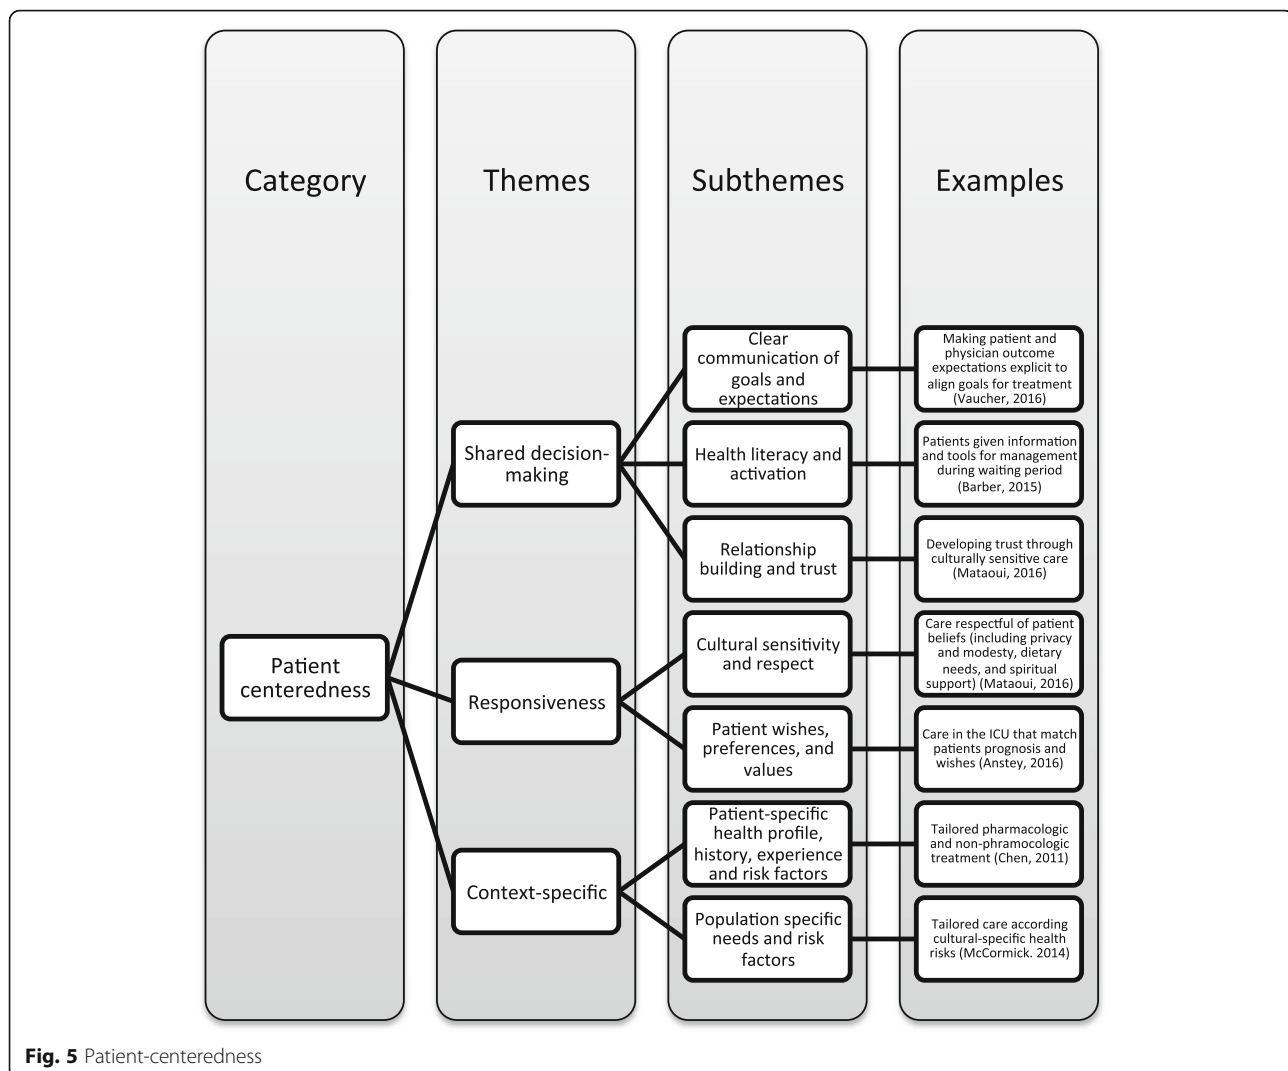 Category
Themes
Subthemes
Examples
Patient
centeredness
Shared decision-
making
Responsiveness
Context-specific
Clear
communication of
goals and
expectations
Health literacy and
activation
Relationship
building and trust
Cultural sensitivity
and respect
Patient wishes,
preferences, and
values
Patient-specific
health profile,
history, experience
and risk factors
Population specific
needs and risk
factors
Making patient and
physician outcome
expectations explicit to
align goals for treatment
(Vaucher, 2016)
Patients given information
and tools for management
during waiting period
(Barber, 2015)
Developing trust through
culturally sensitive care
(Mataoui, 2016)
Care respectful of patient
beliefs (including privacy
and modesty, dietary
needs, and spiritual
support) (Mataoui, 2016)
Care in the ICU that match
patients prognosis and
wishes (Anstey, 2016)
Tailored pharmacologic
and non-phramocologic
treatment (Chen, 2011)
Tailored care according
cultural-specific health
risks (McCormick. 2014)
Fig. 5 Patient-centeredness